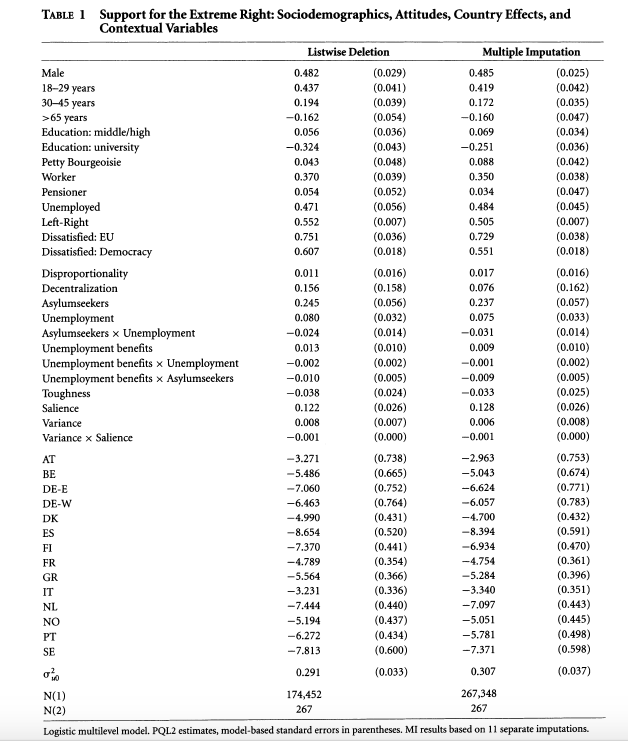 TABLE 1 Support for the Extreme Right: Sociodemographics, Attitudes, Country Effects, and
Contextual Variables
Listwise Deletion Multiple Imputation
Male 0.482 (0.029) 0.485 (0.025)
18–29 years 0.437 (0.041) 0.419 (0.042)
30–45 years 0.194 (0.039) 0.172 (0.035)
>65 years −0.162 (0.054) −0.160 (0.047)
Education: middle/high 0.056 (0.036) 0.069 (0.034)
Education: university −0.324 (0.043) −0.251 (0.036)
Petty Bourgeoisie 0.043 (0.048) 0.088 (0.042)
Worker 0.370 (0.039) 0.350 (0.038)
Pensioner 0.054 (0.052) 0.034 (0.047)
Unemployed 0.471 (0.056) 0.484 (0.045)
Left-Right 0.552 (0.007) 0.505 (0.007)
Dissatisfied: EU 0.751 (0.036) 0.729 (0.038)
Dissatisfied: Democracy 0.607 (0.018) 0.551 (0.018)
Disproportionality 0.011 (0.016) 0.017 (0.016)
Decentralization 0.156 (0.158) 0.076 (0.162)
Asylumseekers 0.245 (0.056) 0.237 (0.057)
Unemployment 0.080 (0.032) 0.075 (0.033)
Asylumseekers × Unemployment −0.024 (0.014) −0.031 (0.014)
Unemployment benefits 0.013 (0.010) 0.009 (0.010)
Unemployment benefits × Unemployment −0.002 (0.002) −0.001 (0.002)
Unemployment benefits × Asylumseekers −0.010 (0.005) −0.009 (0.005)
Toughness −0.038 (0.024) −0.033 (0.025)
Salience 0.122 (0.026) 0.128 (0.026)
Variance 0.008 (0.007) 0.006 (0.008)
Variance × Salience −0.001 (0.000) −0.001 (0.000)
AT −3.271 (0.738) −2.963 (0.753)
BE −5.486 (0.665) −5.043 (0.674)
DE-E −7.060 (0.752) −6.624 (0.771)
DE-W −6.463 (0.764) −6.057 (0.783)
DK −4.990 (0.431) −4.700 (0.432)
ES −8.654 (0.520) −8.394 (0.591)
FI −7.370 (0.441) −6.934 (0.470)
FR −4.789 (0.354) −4.754 (0.361)
GR −5.564 (0.366) −5.284 (0.396)
IT −3.231 (0.336) −3.340 (0.351)
NL −7.444 (0.440) −7.097 (0.443)
NO −5.194 (0.437) −5.051 (0.445)
PT −6.272 (0.434) −5.781 (0.498)
SE −7.813 (0.600) −7.371 (0.598)
σ²u0 0.291 (0.033) 0.307 (0.037)
N(1) 174,452 267,348
N(2) 267 267
Logistic multilevel model. PQL2 estimates, model-based standard errors in parentheses. MI results based on 11 separate imputations.